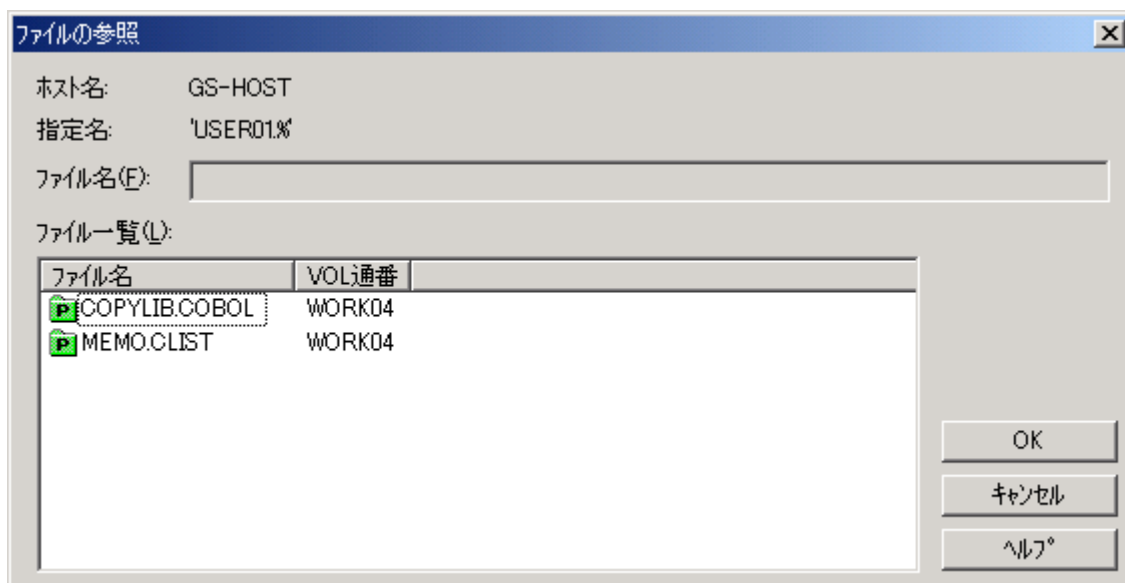 ファイルの参照
ホスト名: GS-HOST
指定名: 'USER01.%'
ファイル名(F):
ファイル一覧(L):
ファイル名 VOL通番
COPYLIB.COBOL WORK04
MEMO.CLIST WORK04
OK
キャンセル
ヘルプ